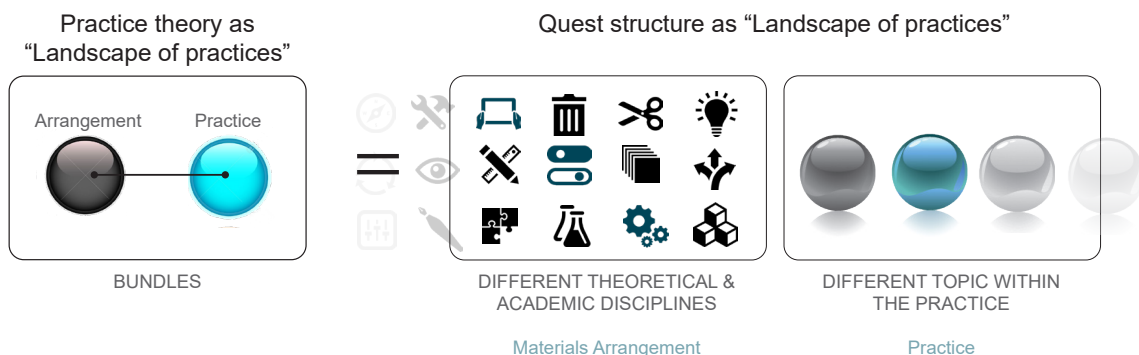 Practice theory as
“Landscape of practices”
Quest structure as “Landscape of practices”
Arrangement
Practice
BUNDLES
DIFFERENT THEORETICAL &
ACADEMIC DISCIPLINES
DIFFERENT TOPIC WITHIN
THE PRACTICE
Materials Arrangement
Practice